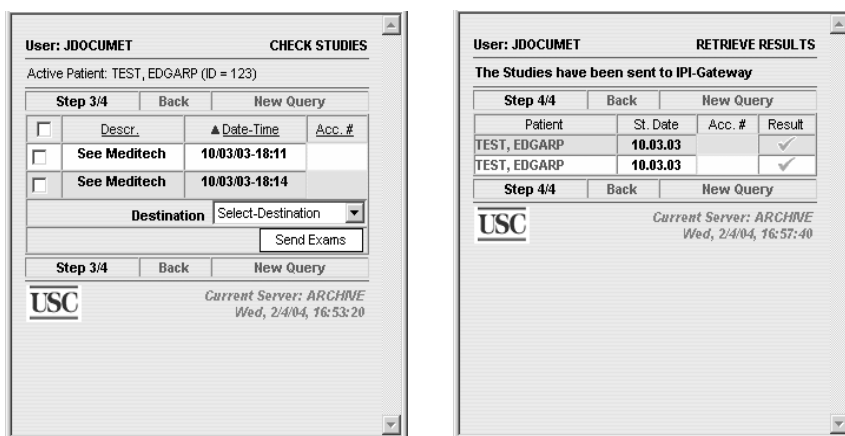 User: JDOCUMET CHECK STUDIES
Active Patient: TEST, EDGARP (ID = 123)
Step 3/4 Back New Query
Descr. ▲Date-Time Acc. #
See Meditech 10/03/03-18:11
See Meditech 10/03/03-18:14
Destination Select-Destination
Send Exams
Step 3/4 Back New Query
USC Current Server: ARCHIVE
Wed, 2/4/04, 16:53:20
User: JDOCUMET RETRIEVE RESULTS
The Studies have been sent to IPI-Gateway
Step 4/4 Back New Query
Patient St. Date Acc. # Result
TEST, EDGARP 10.03.03
TEST, EDGARP 10.03.03
Step 4/4 Back New Query
USC Current Server: ARCHIVE
Wed, 2/4/04, 16:57:40